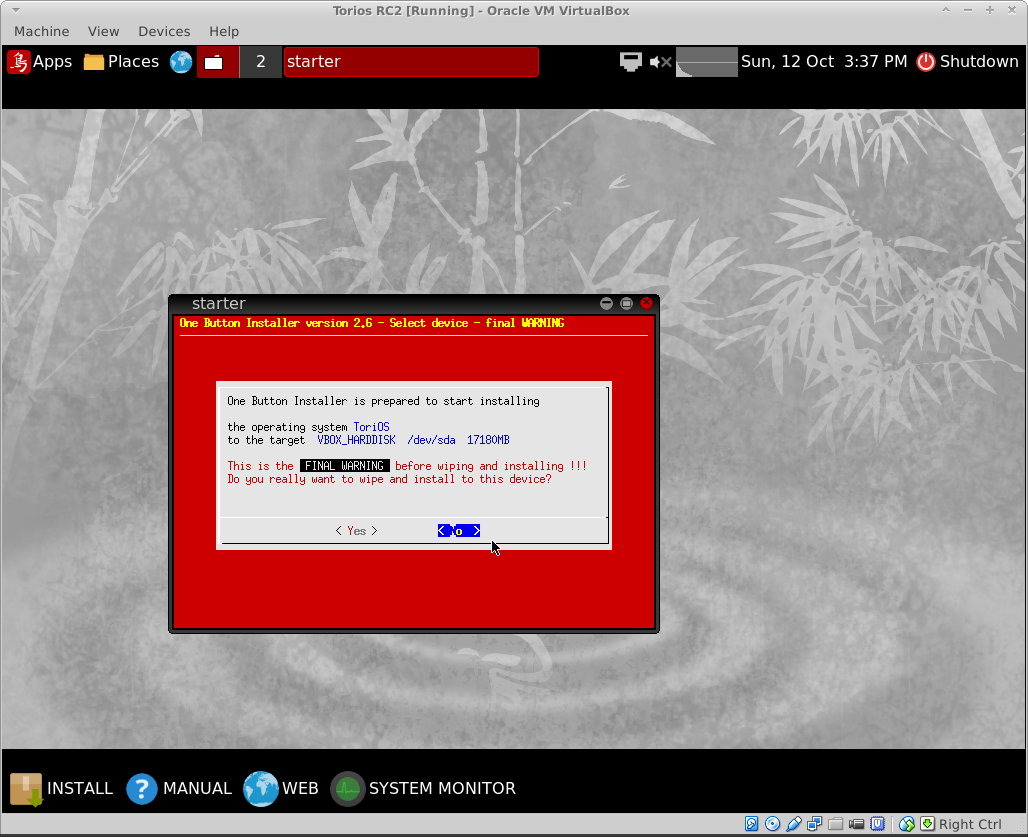 Torios RC2 [Running] - Oracle VM VirtualBox
Machine View Devices Help
Apps Places 2 starter Sun, 12 Oct 3:37 PM Shutdown
starter
One Button Installer version 2.6 - Select device - final WARNING
One Button Installer is prepared to start installing
the operating system ToriOS
to the target VBOX_HARDDISK /dev/sda 17180MB
This is the FINAL WARNING before wiping and installing !!!
Do you really want to wipe and install to this device?
< Yes > < No >
INSTALL ? MANUAL WEB SYSTEM MONITOR
Right Ctrl